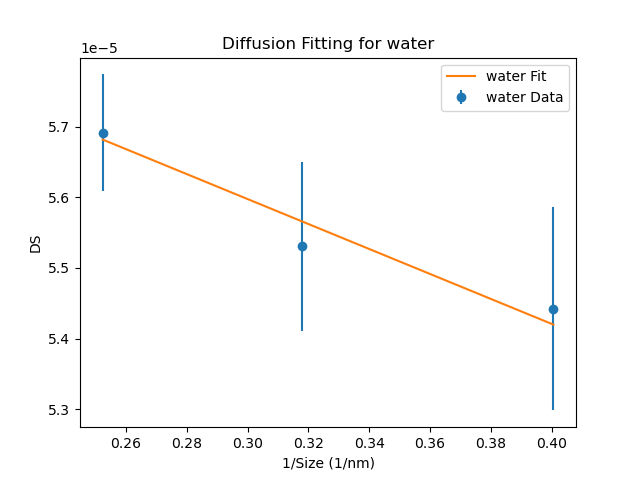 Diffusion Fitting for water
1e−5
water Fit
water Data
5.7
5.6
5.5
5.4
5.3
DS
0.26 0.28 0.30 0.32 0.34 0.36 0.38 0.40
1/Size (1/nm)